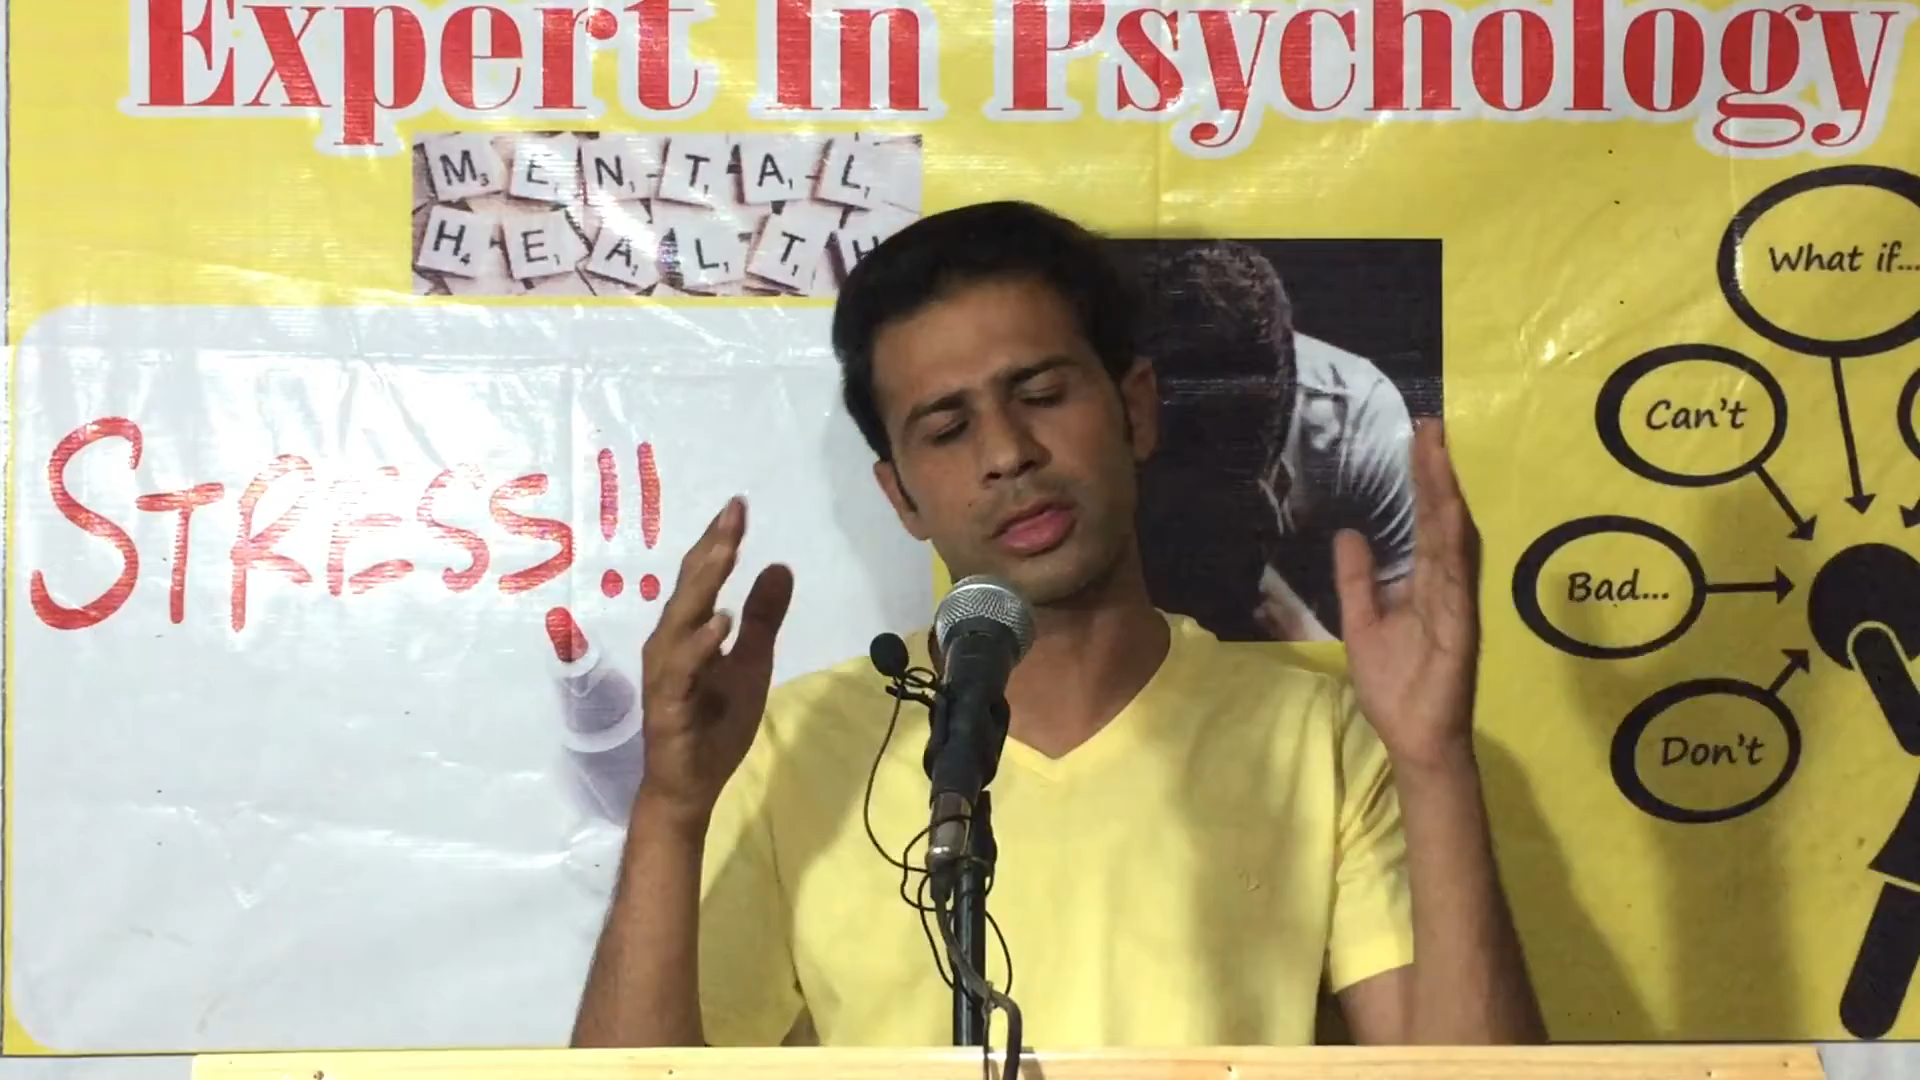 Expert In Psychology
MENTAL
HEALTH
STRESS!!
What if...
Can't
Bad...
Don't